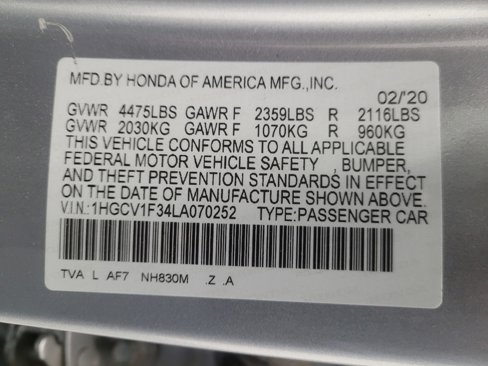 MFD.BY HONDA OF AMERICA MFG.,INC.
02/'20
GVWR 4475LBS GAWR F 2359LBS R 2116LBS
GVWR 2030KG GAWR F 1070KG R 960KG
THIS VEHICLE CONFORMS TO ALL APPLICABLE
FEDERAL MOTOR VEHICLE SAFETY , BUMPER,
AND THEFT PREVENTION STANDARDS IN EFFECT
ON THE DATE OF MANUFACTURE SHOWN ABOVE.
V.I.N.:1HGCV1F34LA070252 TYPE:PASSENGER CAR
TVA L AF7 NH830M .Z .A